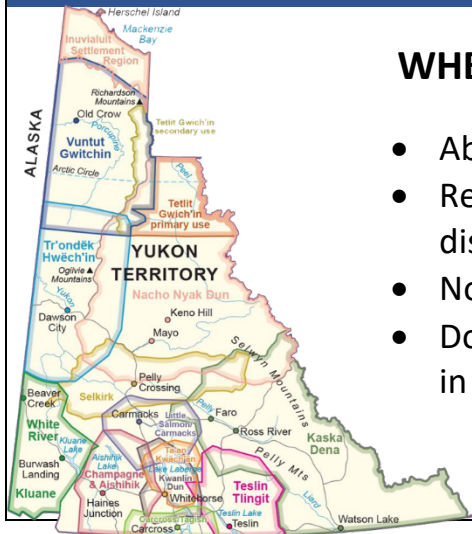 Herschel Island
Mackenzie
Bay
Inuvialuit
Settlement
Region
WHE
Richardson
Mountains
Old Crow
Porcupine
Tetlit Gwich'in
secondary use
Ab
Vuntut
Gwitchin
ALASKA
Arctic Circle
Peel
Re
dis
Tetlit
Gwich'in
primary use
Tr'ondëk
Hwëch'in
YUKON
TERRITORY
No
Ogilvie
Mountains
Nacho Nyak Dun
Yukon
Keno Hill
Do
Dawson
City
Mayo
in
Selwyn Mountains
Pelly
Crossing
Beaver
Creek
Selkirk
Pelly
Faro
Carmacks
Little
Salmon/
Carmacks
White
River
Ross River
Kaska
Dena
Kluane
Lake
Aishihik
Lake
Ta'an
Kwachan
Lake Laberge
Pelly Mts
Burwash
Landing
Champagne
& Aishihik
Kwanlin
Dun
Teslin
Tlingit
Kluane
Whitehorse
Liard
Haines
Junction
Carcross/Tagish
Teslin Lake
Carcross
Teslin
Watson Lake